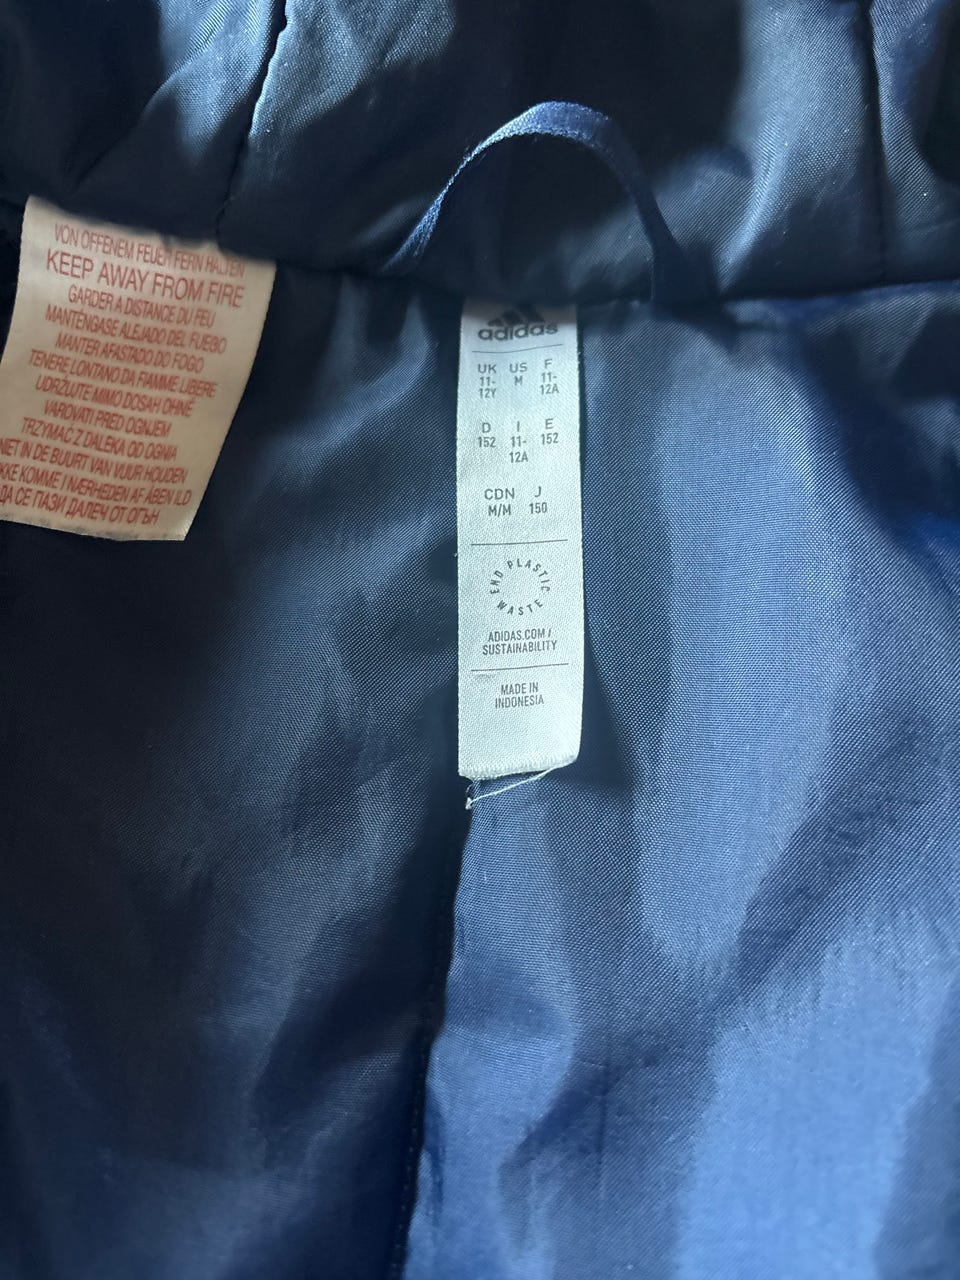 VON OFFENEM FEUER FERN HALTEN
KEEP AWAY FROM FIRE
GARDER A DISTANCE DU FEU
MANTÉNGASE ALEJADO DEL FUEGO
MANTER AFASTADO DO FOGO
TENERE LONTANO DA FIAMME LIBERE
UDRŽUJTE MIMO DOSAH OHNĚ
VAROVATI PRED OGNJEM
TRZYMAĆ Z DALEKA OD OGNIA
NIET IN DE BUURT VAN VUUR HOUDEN
KKE KOMME I NÆRHEDEN AF ÅBEN ILD
ДА СЕ ПАЗИ ДАЛЕЧ ОТ ОГЪН
adidas
UK US F
11- M 11-
12Y 12A
D I E
152 11- 152
12A
CDN J
M/M 150
END PLASTIC WASTE
ADIDAS.COM/
SUSTAINABILITY
MADE IN
INDONESIA